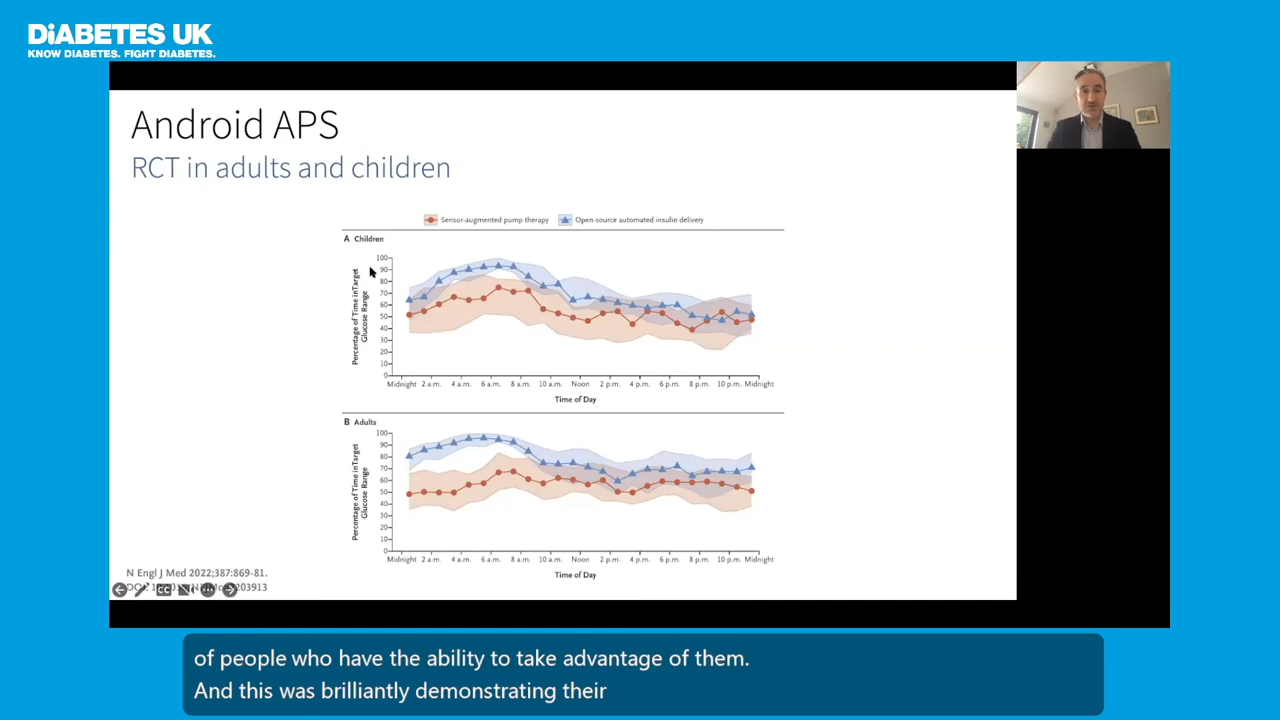 DiABETES UK
KNOW DIABETES. FIGHT DIABETES.
Android APS
RCT in adults and children
Sensor-augmented pump therapy Open-source automated insulin delivery
A Children
Percentage of Time inTarget
Glucose Range
100
90
80
70
60
50
40
30
20
10
0
Midnight 2 a.m. 4 a.m. 6 a.m. 8 a.m. 10 a.m. Noon 2 p.m. 4 p.m. 6 p.m. 8 p.m. 10 p.m. Midnight
Time of Day
B Adults
Percentage of Time inTarget
Glucose Range
100
90
80
70
60
50
40
30
20
10
0
Midnight 2 a.m. 4 a.m. 6 a.m. 8 a.m. 10 a.m. Noon 2 p.m. 4 p.m. 6 p.m. 8 p.m. 10 p.m. Midnight
Time of Day
N Engl J Med 2022;387:869-81.
DOI:
CC
of people who have the ability to take advantage of them.
And this was brilliantly demonstrating their